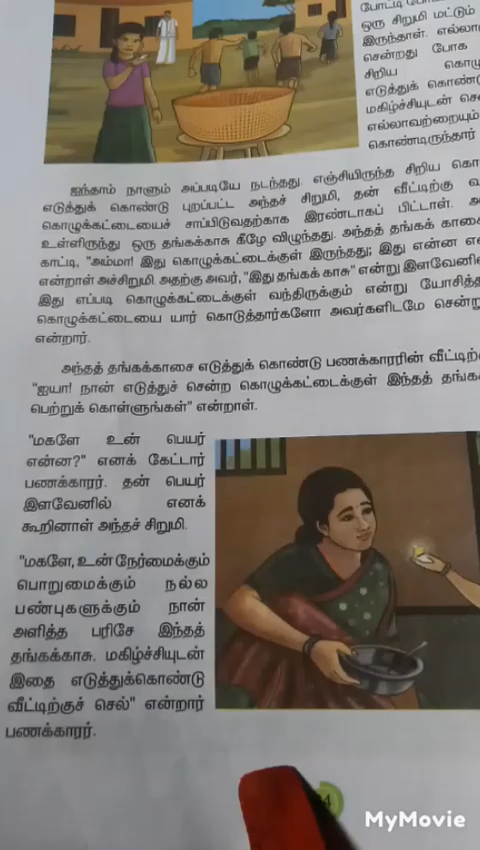 ஒரு சிறுமி மட்டும்
இருந்தாள்.
சென்றது போக
சிறிய
எடுத்துக்
மகிழ்ச்சியுடன்
எல்லாவற்றையும்
கொண்டிருந்தார்
ஐந்தாம் நாளும் அப்படியே நடந்தது. எஞ்சியிருந்த சிறிய
எடுத்துக் கொண்டு புறப்பட்ட அந்தச் சிறுமி, தன் வீட்டிற்கு
கொழுக்கட்டையைச் சாப்பிடுவதற்காக இரண்டாகப் பிட்டாள்.
உள்ளிருந்து ஒரு தங்கக்காசு கீழே விழுந்தது. அந்தத் தங்கக்
காட்டி, "அம்மா! இது கொழுக்கட்டைக்குள் இருந்தது; இது என்ன
என்றாள் அச்சிறுமி. அதற்கு அவர், "இது தங்கக் காசு" என்று
இது எப்படி கொழுக்கட்டைக்குள் வந்திருக்கும் என்று
கொழுக்கட்டையை யார் கொடுத்தார்களோ அவர்களிடமே
என்றார்.
அந்தத் தங்கக்காசை எடுத்துக் கொண்டு பணக்காரரின்
"ஐயா! நான் எடுத்துச் சென்ற கொழுக்கட்டைக்குள் இந்தத்
பெற்றுக் கொள்ளுங்கள்" என்றாள்.
"மகளே உன் பெயர்
என்ன?" எனக் கேட்டார்
பணக்காரர். தன் பெயர்
இளவேனில் எனக்
கூறினாள் அந்தச் சிறுமி.
"மகளே, உன் நேர்மைக்கும்
பொறுமைக்கும் நல்ல
பண்புகளுக்கும் நான்
அளித்த பரிசே இந்தத்
தங்கக்காசு. மகிழ்ச்சியுடன்
இதை எடுத்துக்கொண்டு
வீட்டிற்குச் செல்" என்றார்
பணக்காரர்.
MyMovie